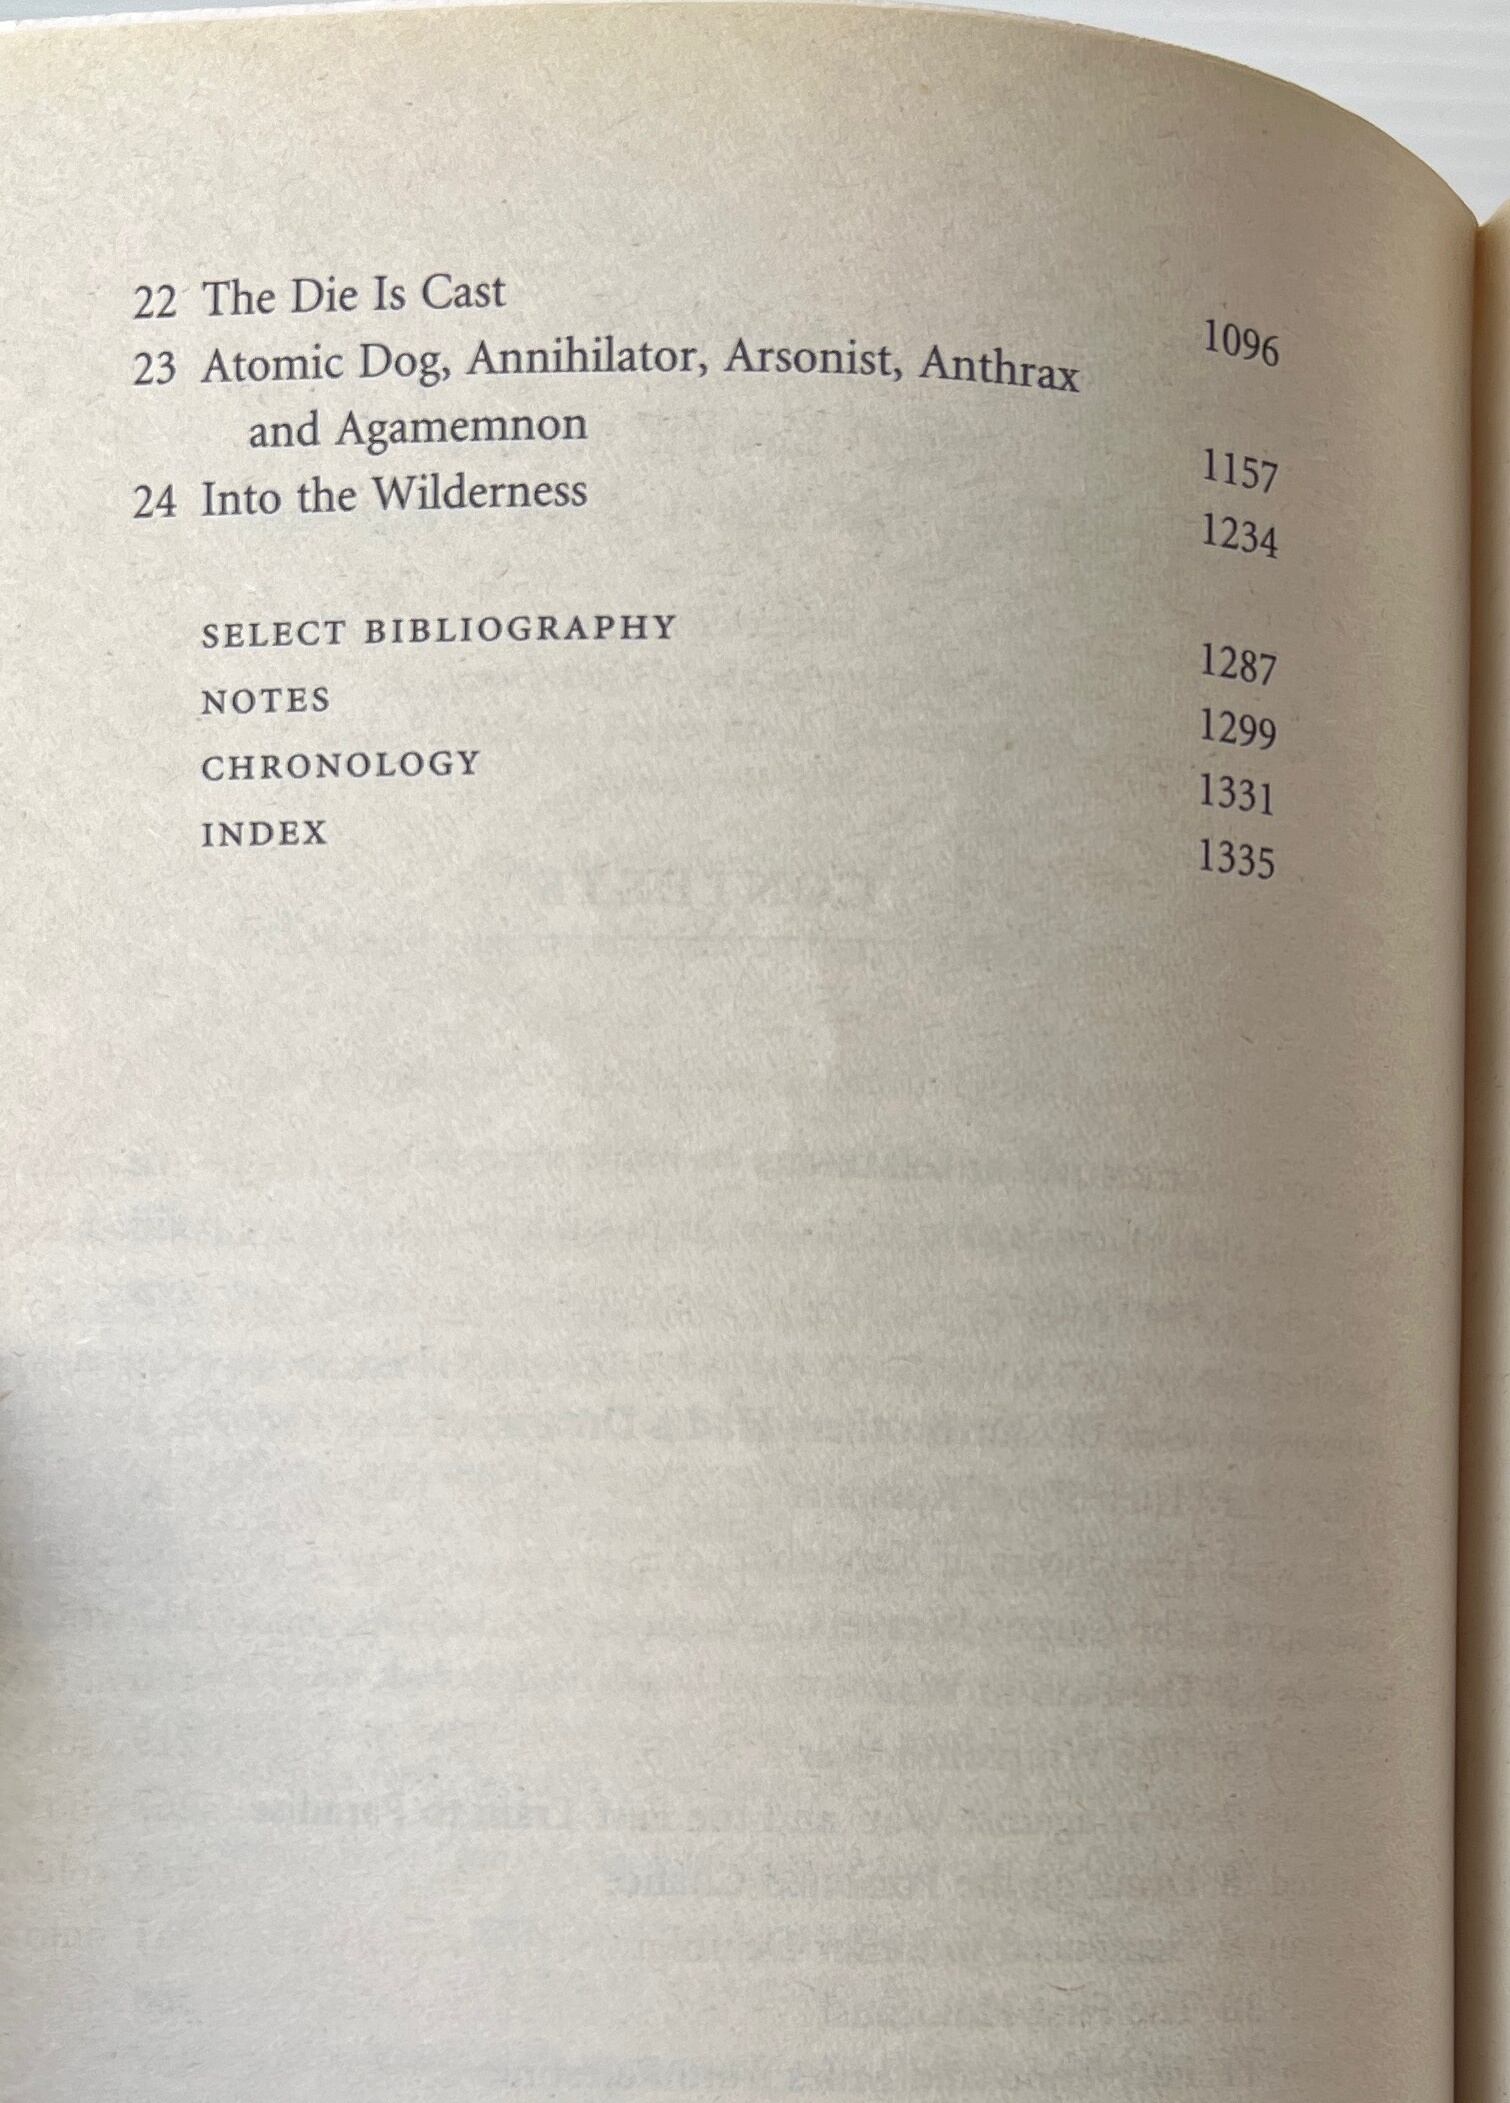 22 The Die Is Cast 1096
23 Atomic Dog, Annihilator, Arsonist, Anthrax
and Agamemnon 1157
24 Into the Wilderness 1234
SELECT BIBLIOGRAPHY 1287
NOTES 1299
CHRONOLOGY 1331
INDEX 1335